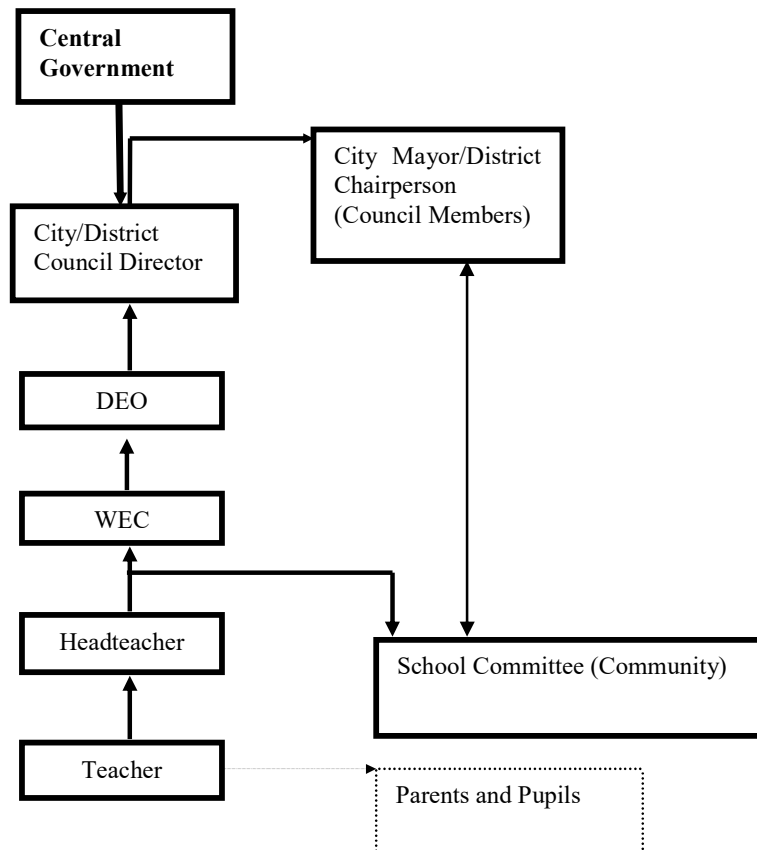 Central
Government
City Mayor/District
Chairperson
(Council Members)
City/District
Council Director
DEO
WEC
Headteacher
School Committee (Community)
Teacher
Parents and Pupils